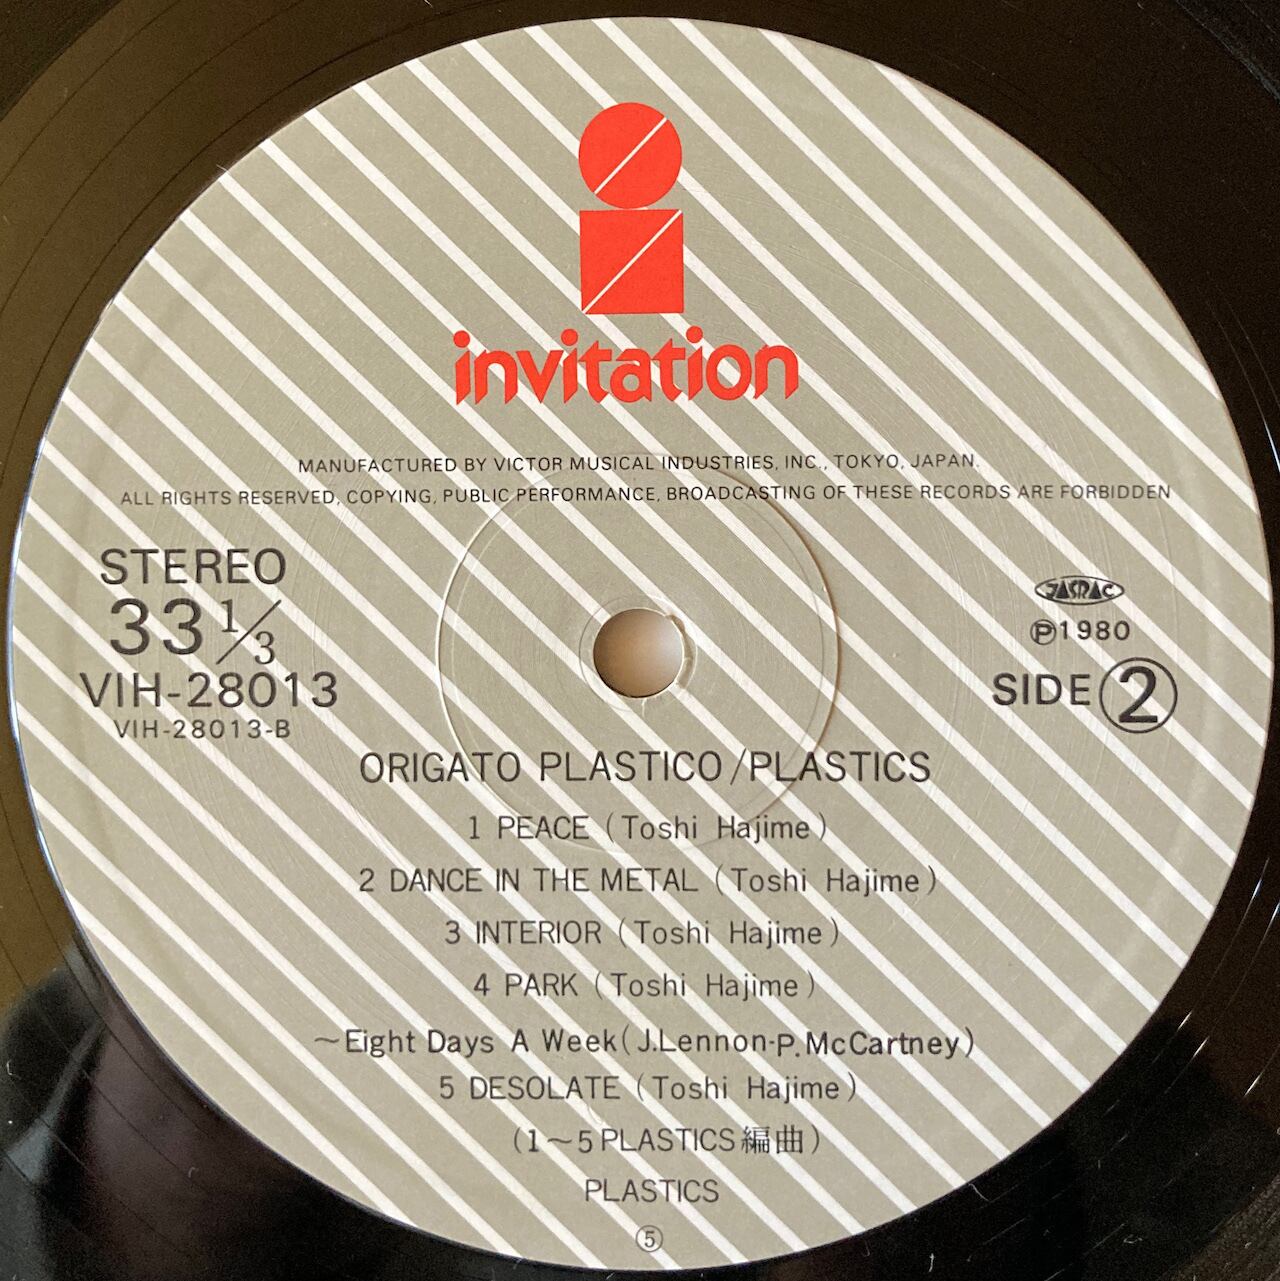 invitation
MANUFACTURED BY VICTOR MUSICAL INDUSTRIES, INC., TOKYO, JAPAN.
ALL RIGHTS RESERVED, COPYING, PUBLIC PERFORMANCE, BROADCASTING OF THESE RECORDS ARE FORBIDDEN
STEREO
33 1/3
VIH-28013
VIH-28013-B
JASRAC
Ⓟ1980
SIDE ②
ORIGATO PLASTICO/PLASTICS
1 PEACE (Toshi Hajime)
2 DANCE IN THE METAL (Toshi Hajime)
3 INTERIOR (Toshi Hajime)
4 PARK (Toshi Hajime)
～Eight Days A Week(J.Lennon-P.McCartney)
5 DESOLATE (Toshi Hajime)
(1～5 PLASTICS編曲)
PLASTICS
⑤